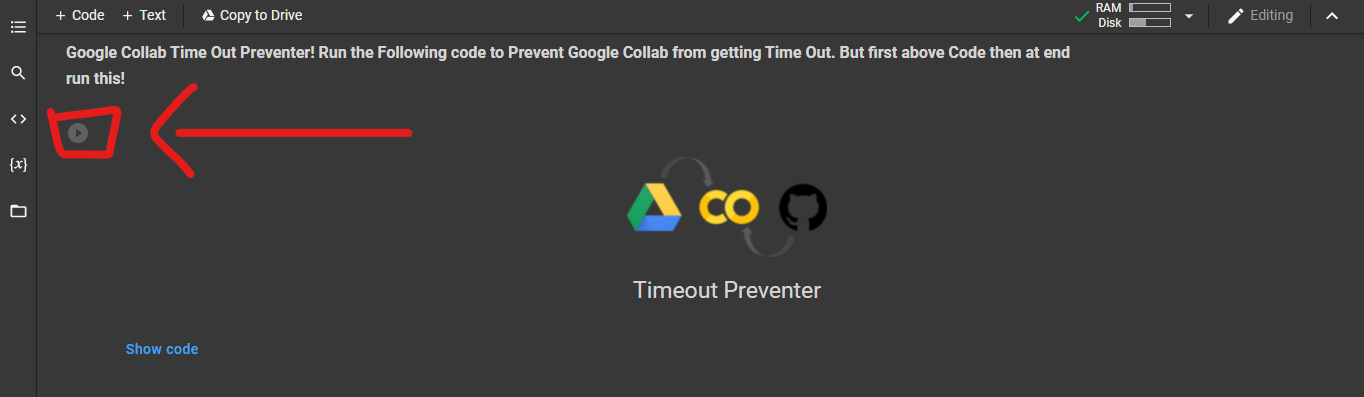 + Code + Text Copy to Drive RAM Disk Editing
Google Collab Time Out Preventer! Run the Following code to Prevent Google Collab from getting Time Out. But first above Code then at end
run this!
{x}
CO
Timeout Preventer
Show code